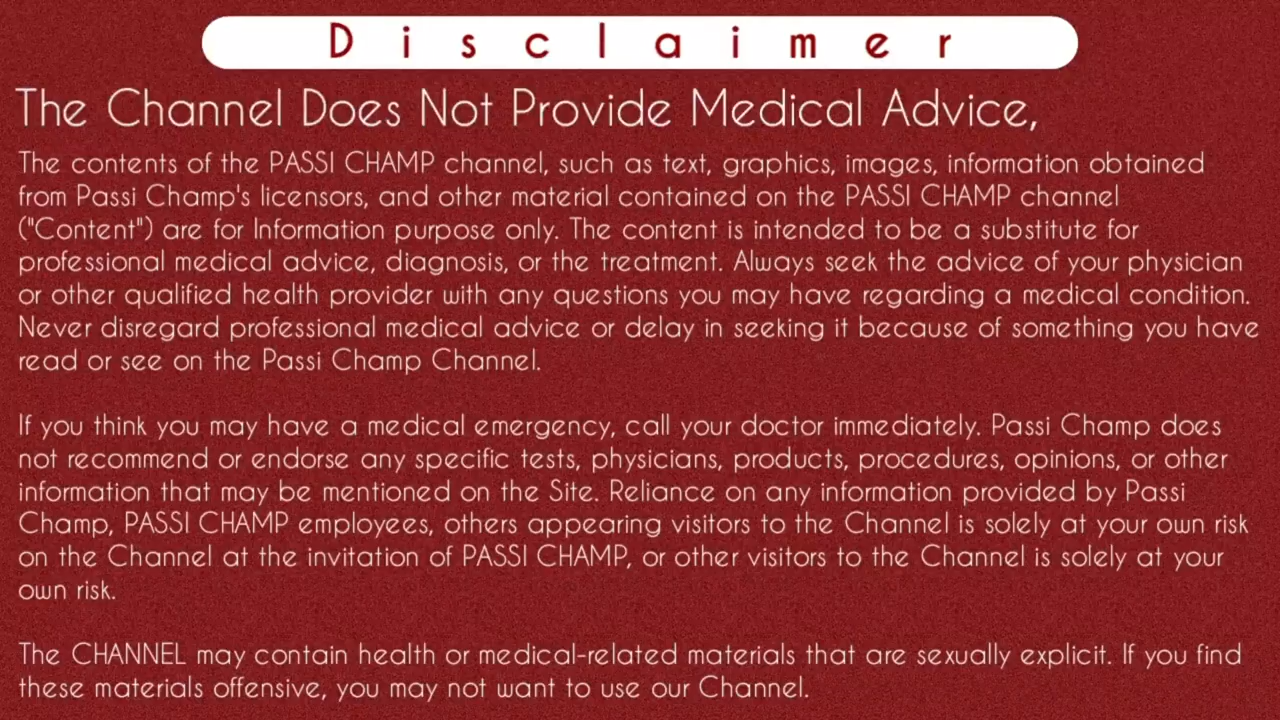 Disclaimer
The Channel Does Not Provide Medical Advice,
The contents of the PASSI CHAMP channel, such as text, graphics, images, information obtained
from Passi Champ's licensors, and other material contained on the PASSI CHAMP channel
("Content") are for Information purpose only. The content is intended to be a substitute for
professional medical advice, diagnosis, or the treatment. Always seek the advice of your physician
or other qualified health provider with any questions you may have regarding a medical condition.
Never disregard professional medical advice or delay in seeking it because of something you have
read or see on the Passi Champ Channel.
If you think you may have a medical emergency, call your doctor immediately. Passi Champ does
not recommend or endorse any specific tests, physicians, products, procedures, opinions, or other
information that may be mentioned on the Site. Reliance on any information provided by Passi
Champ, PASSI CHAMP employees, others appearing visitors to the Channel is solely at your own risk
on the Channel at the invitation of PASSI CHAMP, or other visitors to the Channel is solely at your
own risk.
The CHANNEL may contain health or medical-related materials that are sexually explicit. If you find
these materials offensive, you may not want to use our Channel.